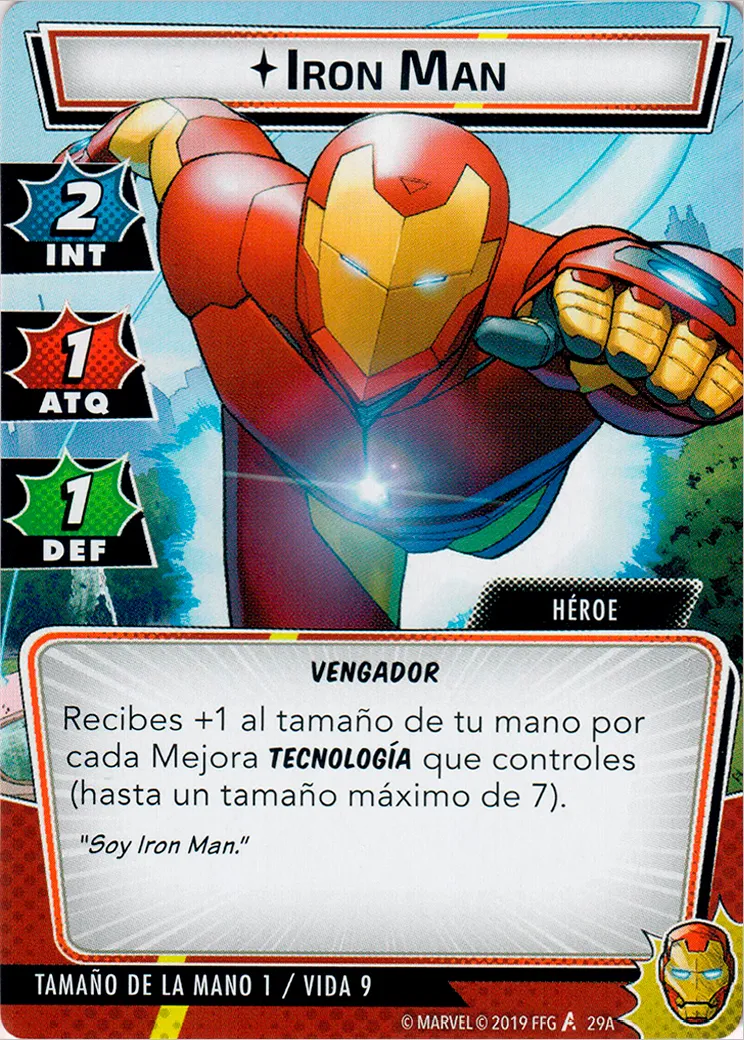 IRON MAN
2
INT
1
ATQ
1
DEF
HÉROE
VENGADOR
Recibes +1 al tamaño de tu mano por
cada Mejora TECNOLOGÍA que controles
(hasta un tamaño máximo de 7).
"Soy Iron Man."
TAMAÑO DE LA MANO 1 / VIDA 9
© MARVEL © 2019 FFG 29A